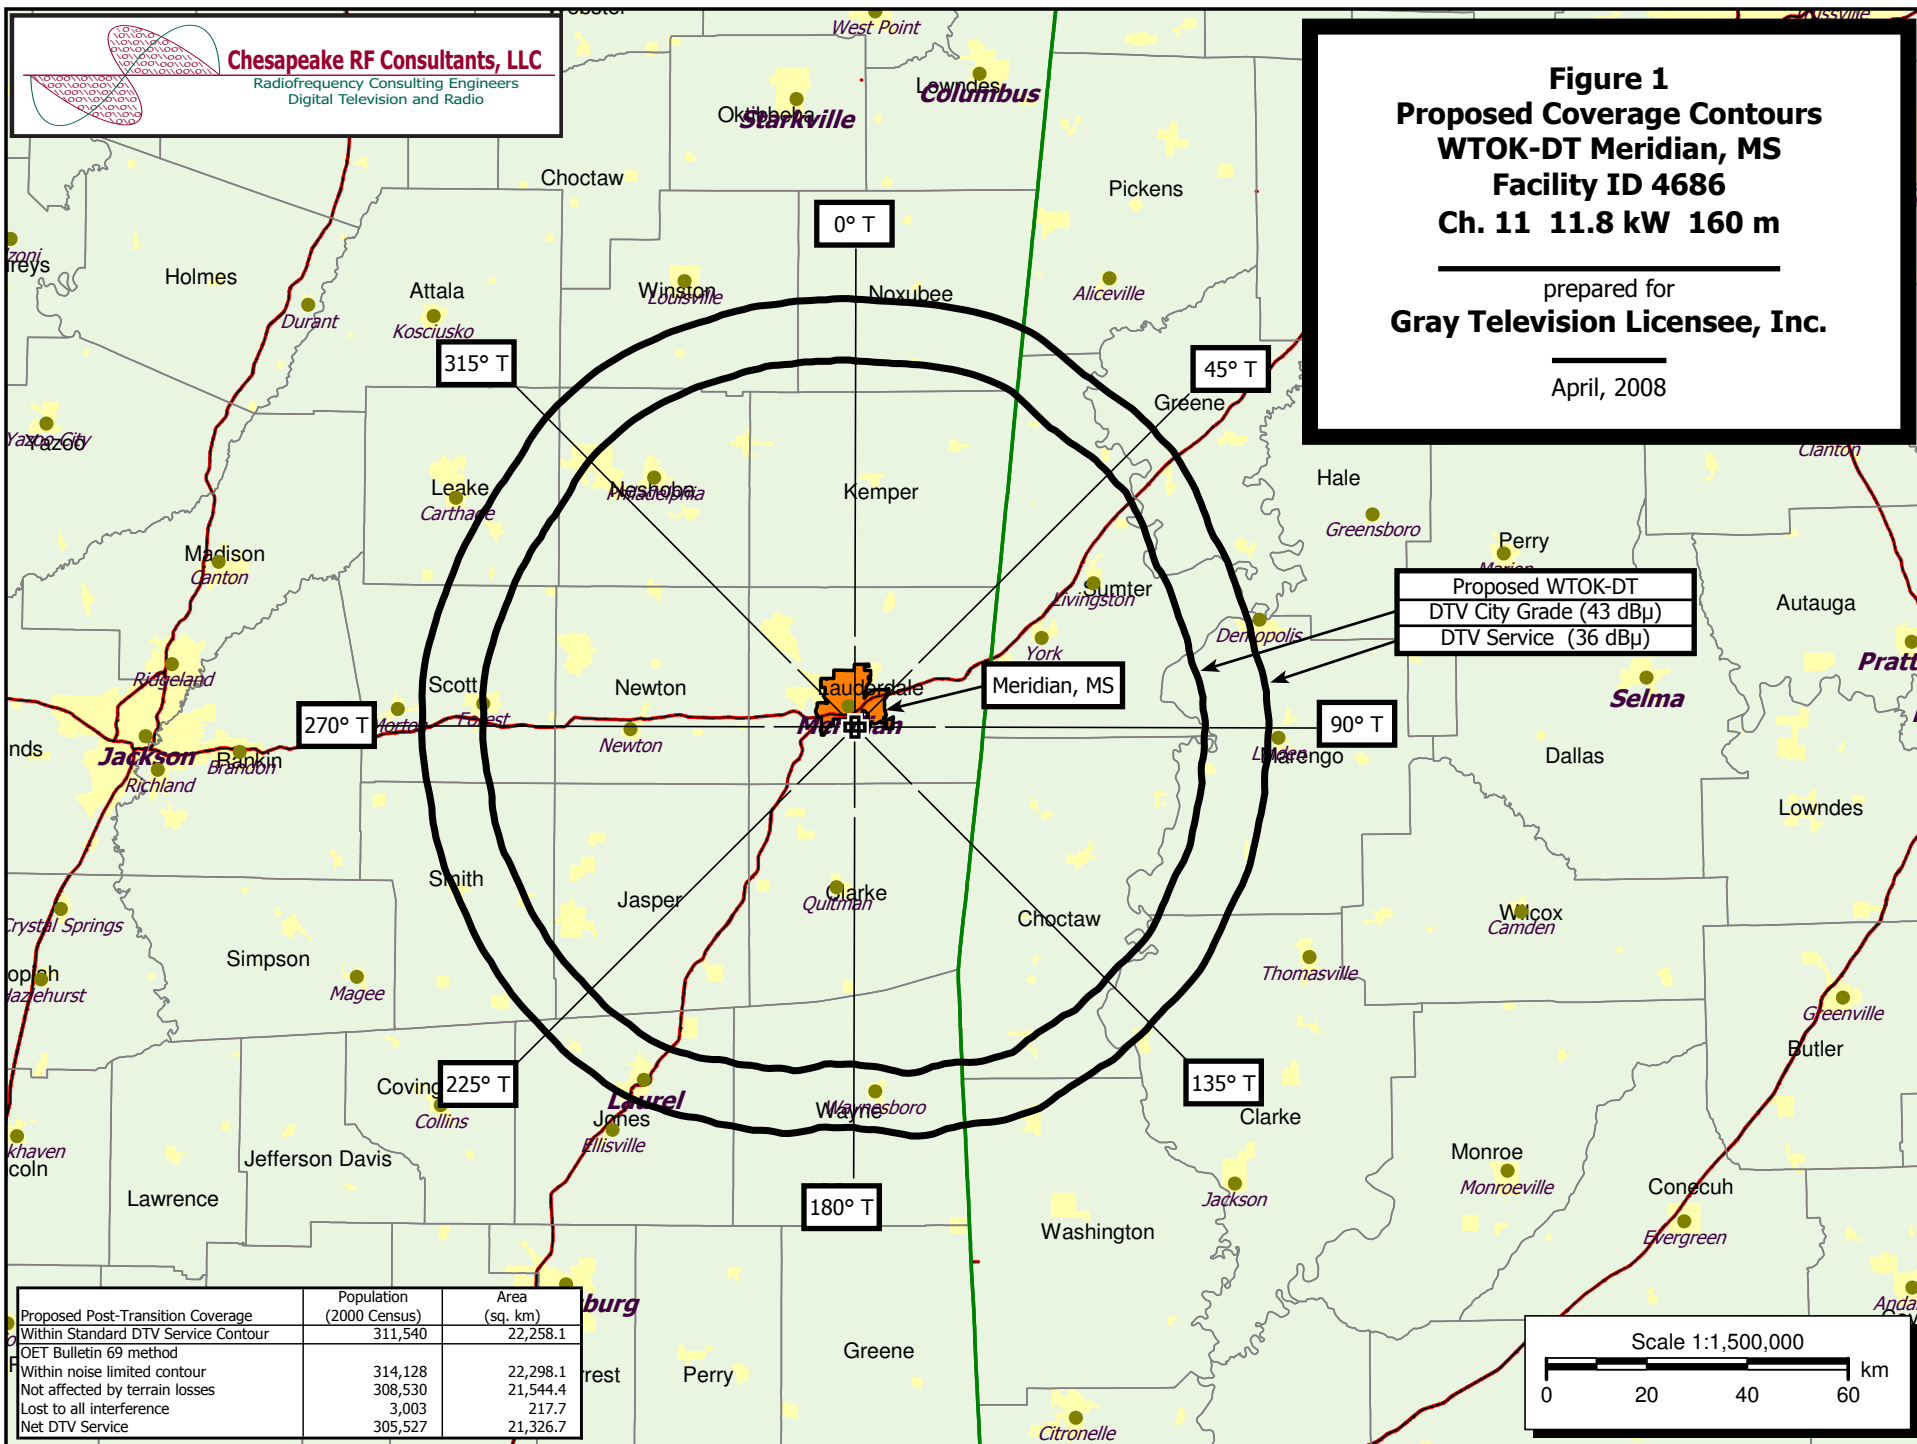 Chesapeake RF Consultants, LLC
Radiofrequency Consulting Engineers
Digital Television and Radio
Figure 1
Proposed Coverage Contours
WTOK-DT Meridian, MS
Facility ID 4686
Ch. 11 11.8 kW 160 m
prepared for
Gray Television Licensee, Inc.
April, 2008
West Point
Lowndes
Columbus
Oktibbeha
Starkville
Choctaw
Pickens
0° T
Holmes
Durant
Attala
Kosciusko
Winston
Louisville
Noxubee
Aliceville
315° T
45° T
Greene
Yazoo City
Yazoo
Leake
Carthage
Neshoba
Philadelphia
Kemper
Hale
Greensboro
Clanton
Perry
Marion
Madison
Canton
Sumter
Livingston
Demopolis
York
Proposed WTOK-DT
DTV City Grade (43 dBµ)
DTV Service (36 dBµ)
Autauga
Selma
Ridgeland
Scott
Newton
Lauderdale
Meridian, MS
270° T
Morton
Forest
Newton
Meridian
90° T
Linden
Marengo
Dallas
Jackson
Rankin
Brandon
Richland
Lowndes
Smith
Jasper
Clarke
Quitman
Choctaw
Wilcox
Camden
Crystal Springs
Simpson
Magee
Thomasville
Greenville
Butler
225° T
Collins
Laurel
Jones
Ellisville
Wayne
Waynesboro
135° T
Clarke
Jefferson Davis
Lawrence
180° T
Jackson
Washington
Monroe
Monroeville
Conecuh
Evergreen
Perry
Greene
Citronelle
Proposed Post-Transition Coverage Population (2000 Census) Area (sq. km)
Within Standard DTV Service Contour 311,540 22,258.1
OET Bulletin 69 method
Within noise limited contour 314,128 22,298.1
Not affected by terrain losses 308,530 21,544.4
Lost to all interference 3,003 217.7
Net DTV Service 305,527 21,326.7
Scale 1:1,500,000
km
0 20 40 60